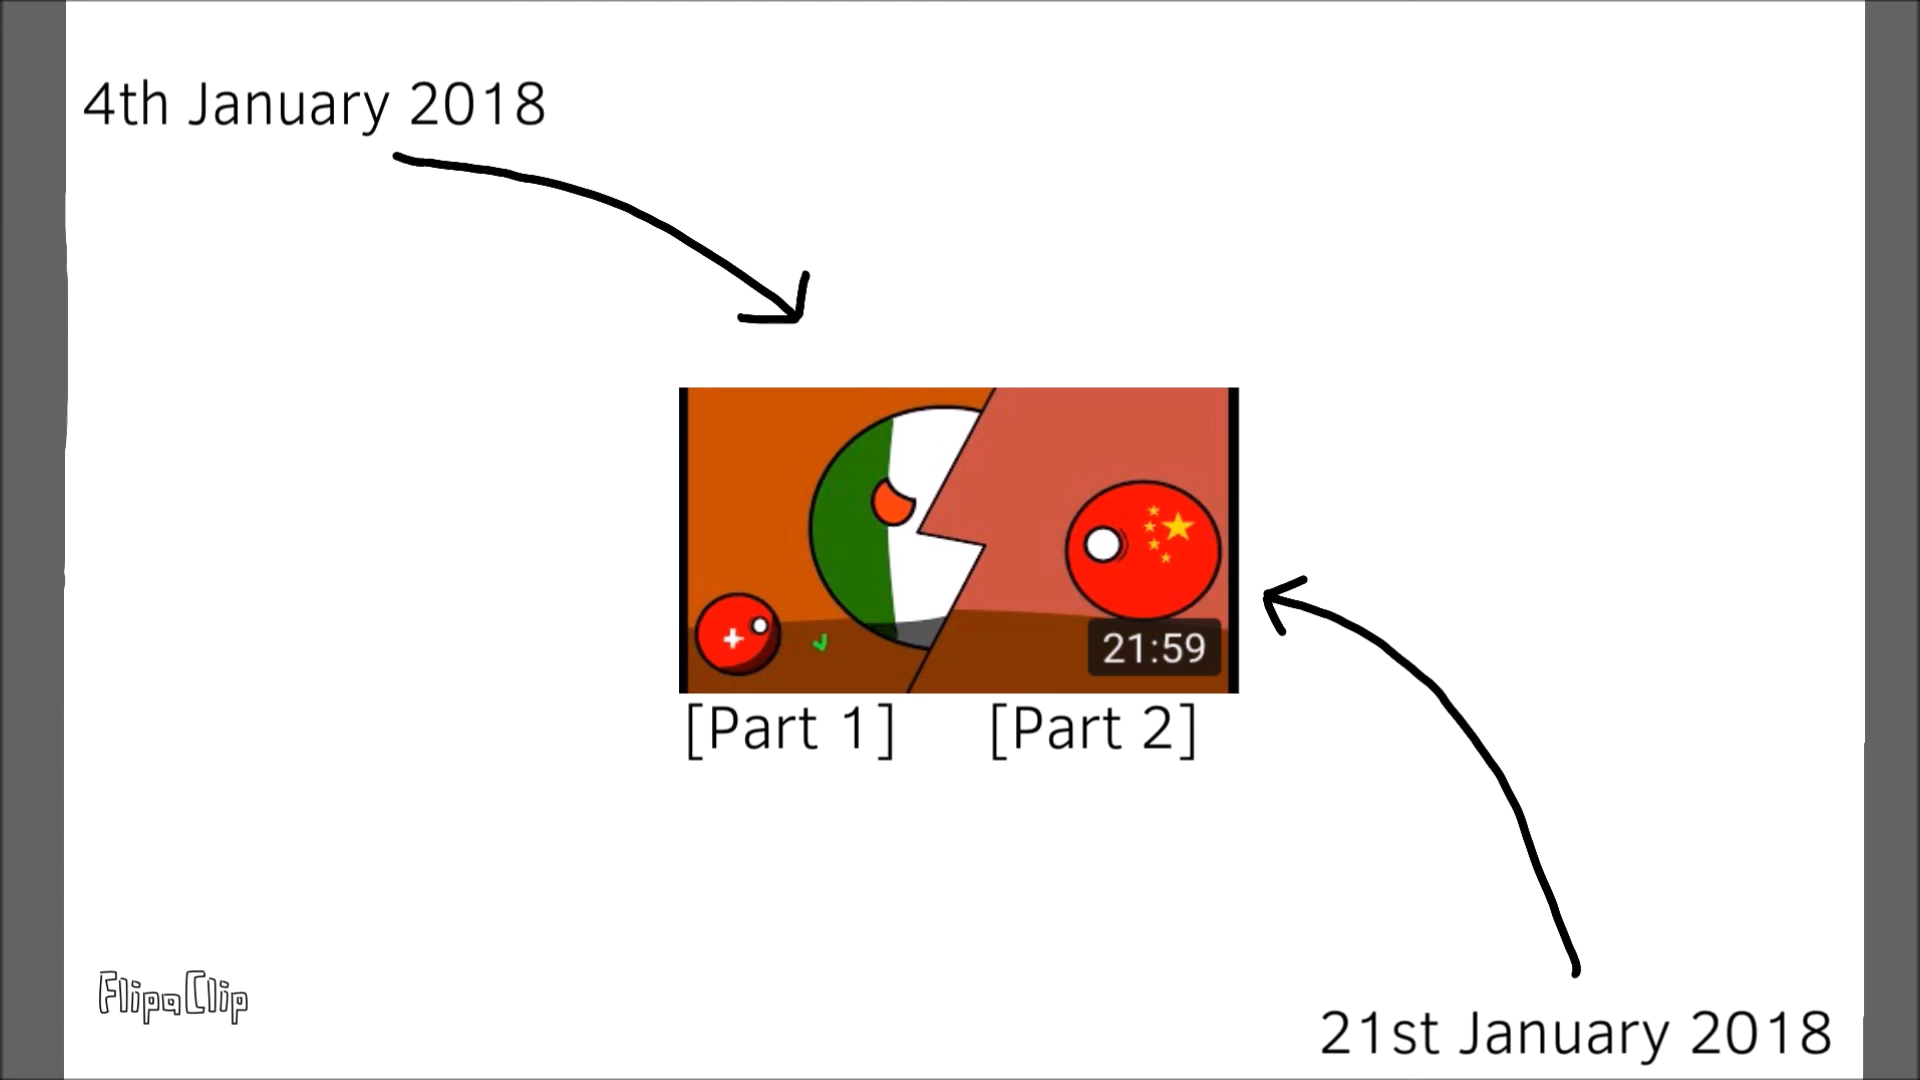 4th January 2018
21:59
[Part 1] [Part 2]
FlipaClip
21st January 2018